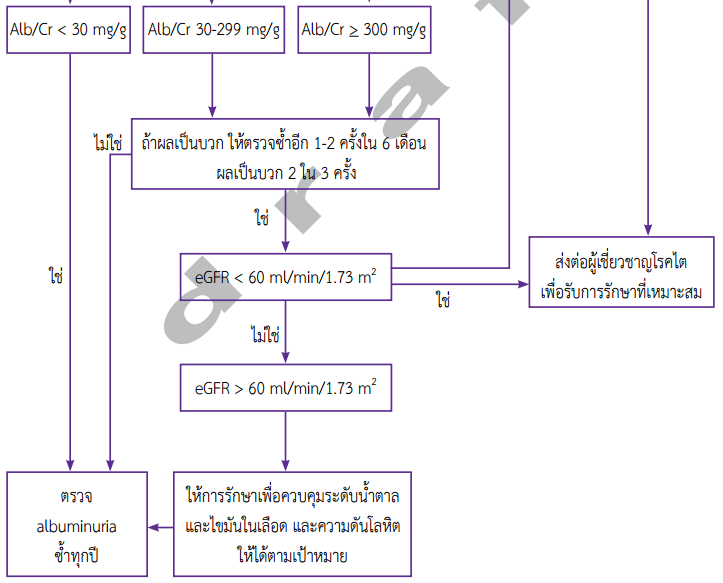 Alb/Cr < 30 mg/g
Alb/Cr 30-299 mg/g
Alb/Cr ≥ 300 mg/g
ไม่ใช่
ถ้าผลเป็นบวก ให้ตรวจซ้ำอีก 1-2 ครั้งใน 6 เดือน
ผลเป็นบวก 2 ใน 3 ครั้ง
ใช่
ใช่
eGFR < 60 ml/min/1.73 m²
ใช่
ส่งต่อผู้เชี่ยวชาญโรคไต
เพื่อรับการรักษาที่เหมาะสม
ไม่ใช่
eGFR > 60 ml/min/1.73 m²
ตรวจ
albuminuria
ซ้ำทุกปี
ให้การรักษาเพื่อควบคุมระดับน้ำตาล
และไขมันในเลือด และความดันโลหิต
ให้ได้ตามเป้าหมาย
d r a